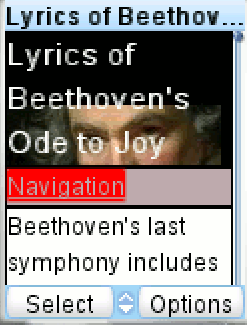 Lyrics of Beethov...
Lyrics of
Beethoven's
Ode to Joy
Navigation
Beethoven's last
symphony includes
Select
Options